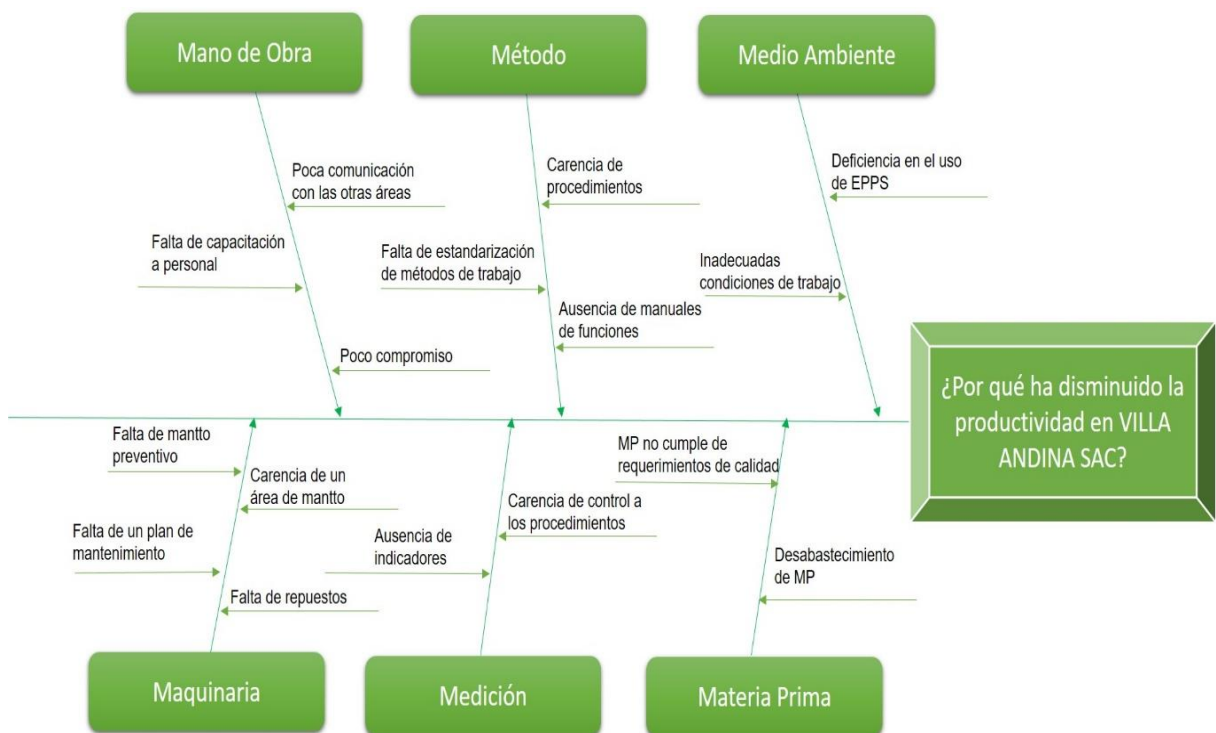 Mano de Obra
Método
Medio Ambiente
Poca comunicación
con las otras áreas
Falta de capacitación
a personal
Poco compromiso
Carencia de
procedimientos
Falta de estandarización
de métodos de trabajo
Ausencia de manuales
de funciones
Deficiencia en el uso
de EPPS
Inadecuadas
condiciones de trabajo
¿Por qué ha disminuido la
productividad en VILLA
ANDINA SAC?
Falta de mantto
preventivo
Carencia de un
área de mantto
Falta de un plan de
mantenimiento
Falta de repuestos
Carencia de control a
los procedimientos
Ausencia de
indicadores
MP no cumple de
requerimientos de calidad
Desabastecimiento
de MP
Maquinaria
Medición
Materia Prima